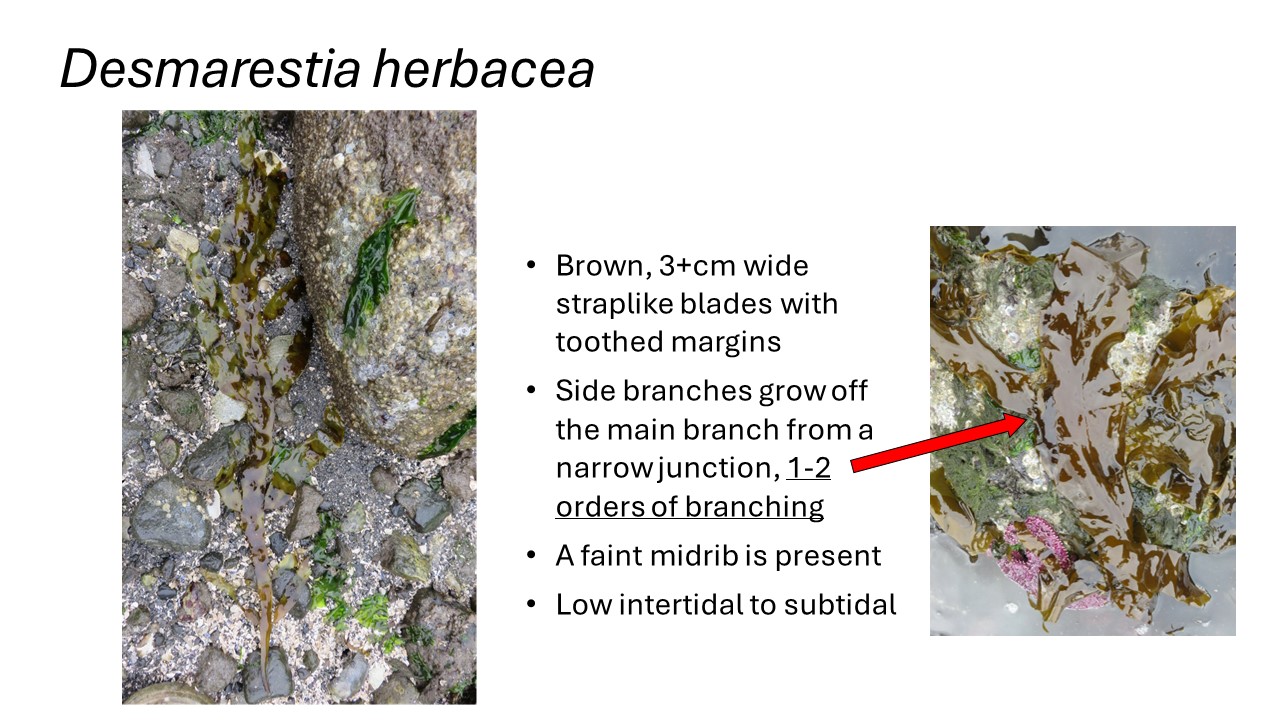 Desmarestia herbacea
• Brown, 3+cm wide
straplike blades with
toothed margins
• Side branches grow off
the main branch from a
narrow junction, 1-2
orders of branching
• A faint midrib is present
• Low intertidal to subtidal